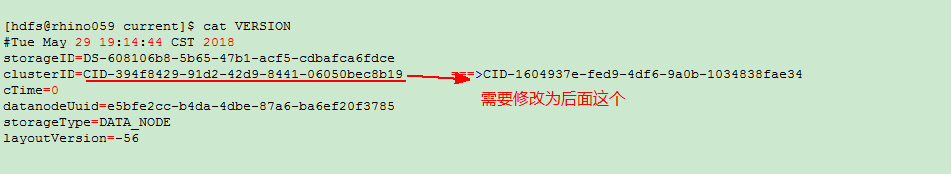 [hdfs@rhino059 current]$ cat VERSION
#Tue May 29 19:14:44 CST 2018
storageID=DS-608106b8-5b65-47b1-acf5-cdbafca6fdce
clusterID=CID-394f8429-91d2-42d9-8441-06050bec8b19 ===>CID-1604937e-fed9-4df6-9a0b-1034838fae34
cTime=0 需要修改为后面这个
datanodeUuid=e5bfe2cc-b4da-4dbe-87a6-ba6ef20f3785
storageType=DATA_NODE
layoutVersion=-56